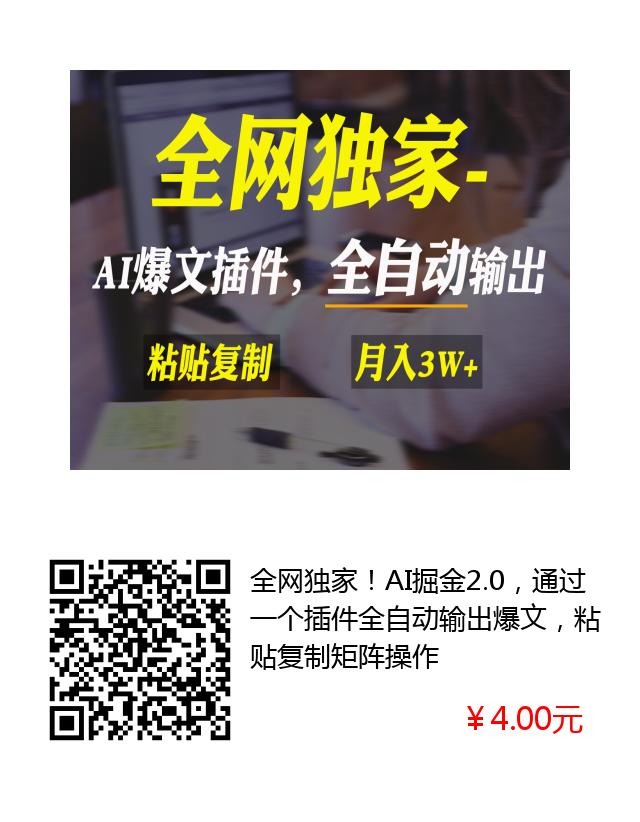 全网独家-
AI爆文插件，全自动输出
粘贴复制 月入3W+
全网独家！AI掘金2.0，通过
一个插件全自动输出爆文，粘
贴复制矩阵操作
￥4.00元